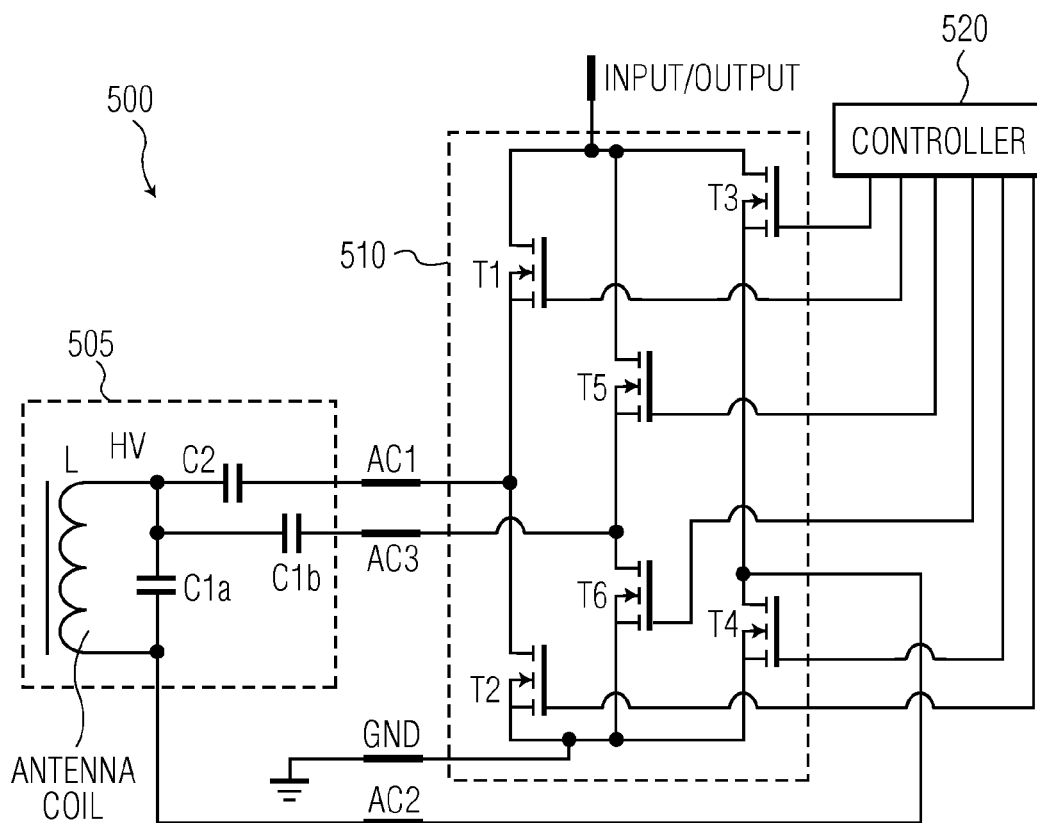 520
INPUT/OUTPUT
500
CONTROLLER
T3
510
T1
505
T5
L
HV
C2
AC1
C1a
C1b
AC3
T6
T4
T2
GND
ANTENNA
COIL
AC2